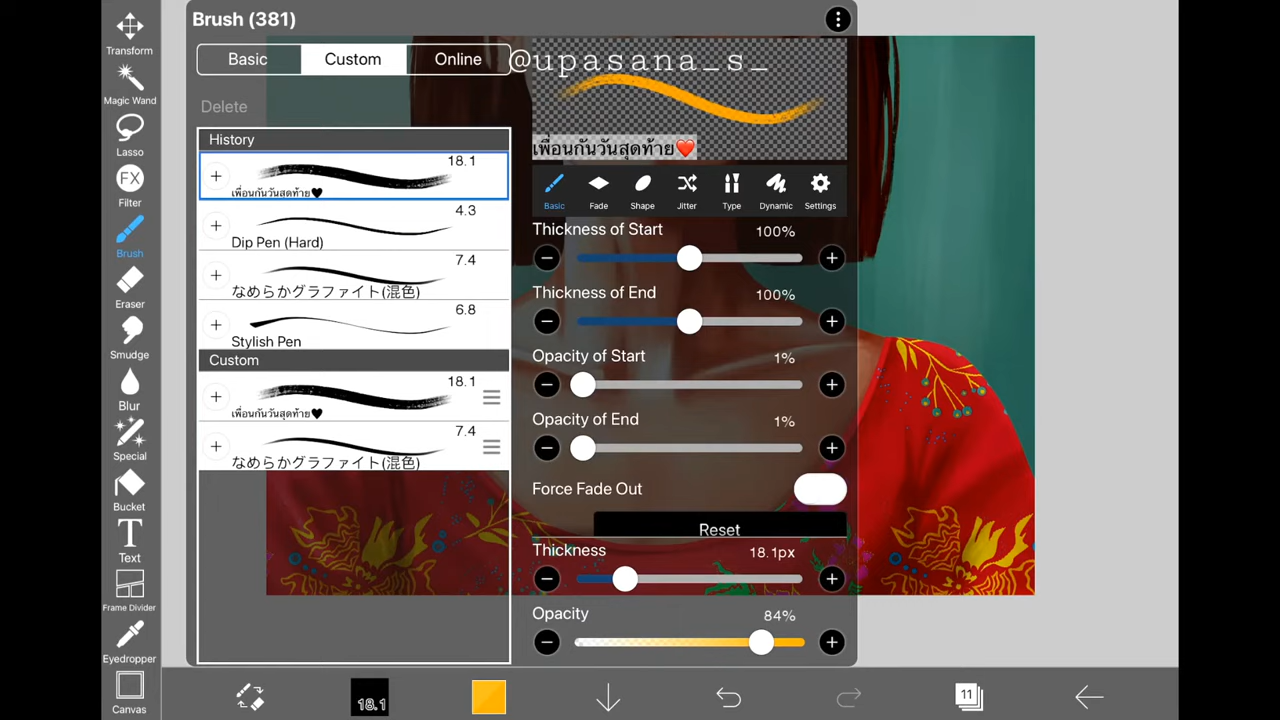 Transform
Magic Wand
Lasso
FX
Filter
Brush
Eraser
Smudge
Blur
Special
Bucket
T
Text
Frame Divider
Eyedropper
Canvas
Brush (381)
Basic
Custom
Online
Delete
History
18.1
เพื่อนกันวันสุดท้าย♥
4.3
Dip Pen (Hard)
7.4
なめらかグラファイト(混色)
6.8
Stylish Pen
Custom
18.1
เพื่อนกันวันสุดท้าย♥
7.4
なめらかグラファイト(混色)
@upasana_s_
เพื่อนกันวันสุดท้าย❤️
Basic
Fade
Shape
Jitter
Type
Dynamic
Settings
Thickness of Start 100%
Thickness of End 100%
Opacity of Start 1%
Opacity of End 1%
Force Fade Out
Reset
Thickness 18.1px
Opacity 84%
18.1
11